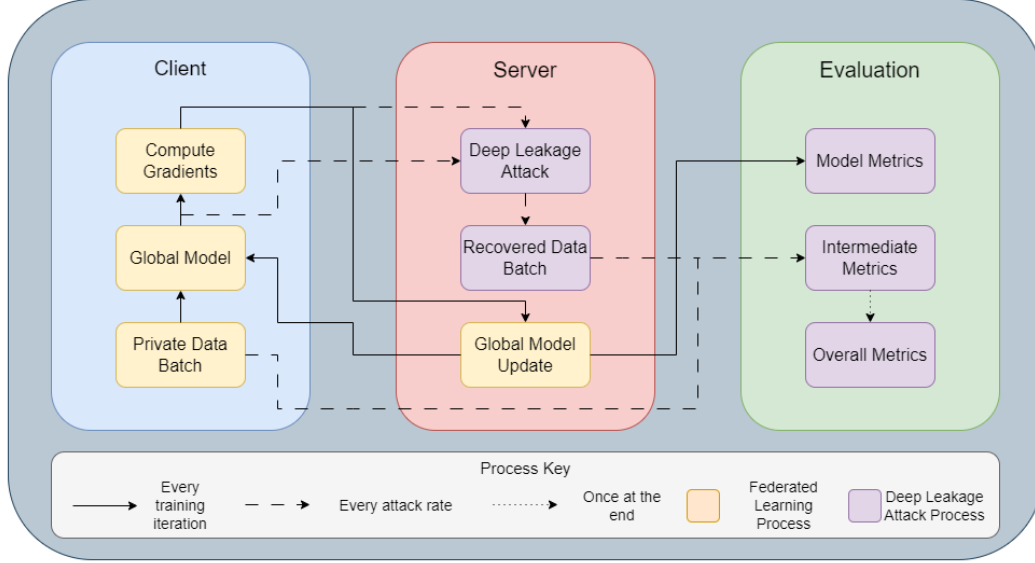 Client
Compute
Gradients
Global Model
Private Data
Batch
Server
Deep Leakage
Attack
Recovered Data
Batch
Global Model
Update
Evaluation
Model Metrics
Intermediate
Metrics
Overall Metrics
Process Key
Every
training
iteration
Every attack rate
Once at the
end
Federated
Learning
Process
Deep Leakage
Attack Process